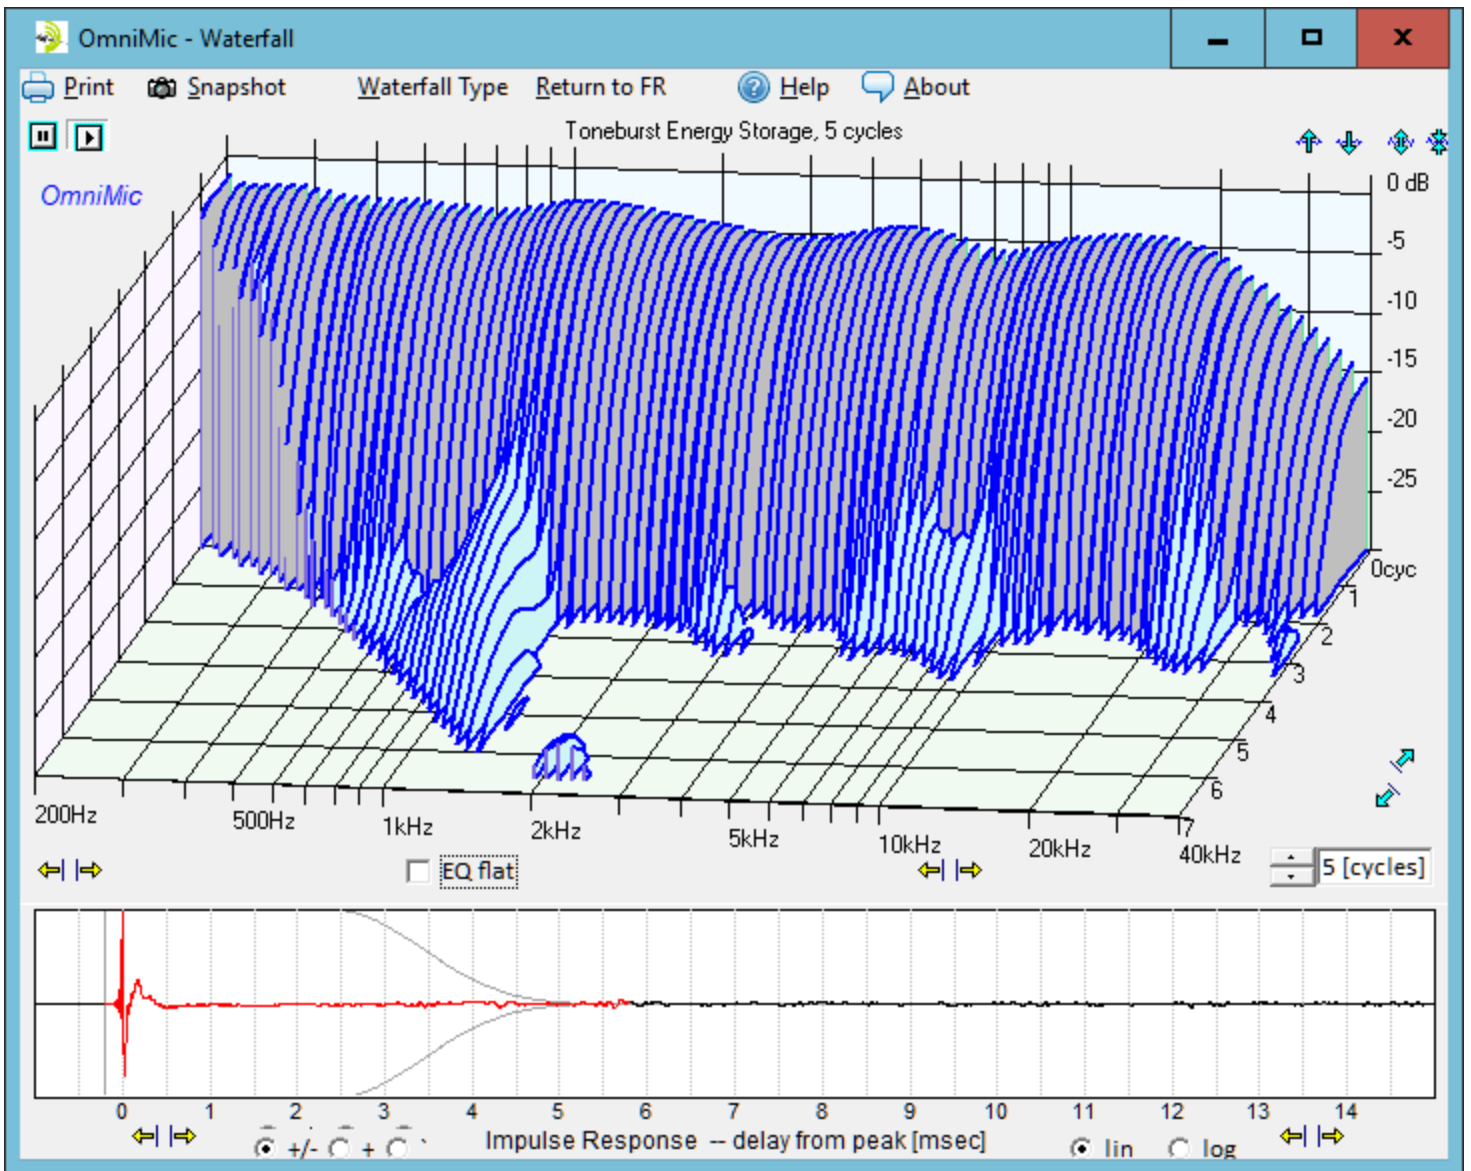 OmniMic - Waterfall
Print Snapshot Waterfall Type Return to FR Help About
Toneburst Energy Storage, 5 cycles
OmniMic
0 dB
-5
-10
-15
-20
-25
0cyc
1
2
3
4
5
6
7
200Hz 500Hz 1kHz 2kHz 5kHz 10kHz 20kHz 40kHz
EQ flat 5 [cycles]
0 1 2 3 4 5 6 7 8 9 10 11 12 13 14
+/- + Impulse Response -- delay from peak [msec] lin log